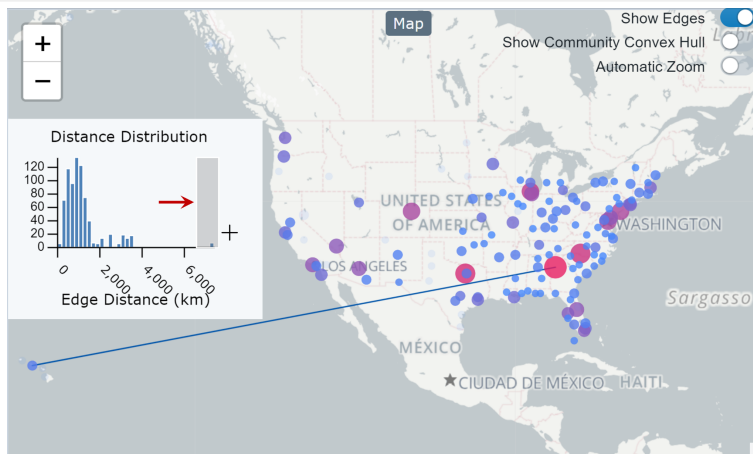 Map
Show Edges
Show Community Convex Hull
Automatic Zoom
+
−
Distance Distribution
120
100
80
60
40
20
0
0
2,000
4,000
6,000
Edge Distance (km)
UNITED STATES
OF AMERICA
WASHINGTON
LOS ANGELES
Sargasso
MÉXICO
CIUDAD DE MÉXICO
HAITI